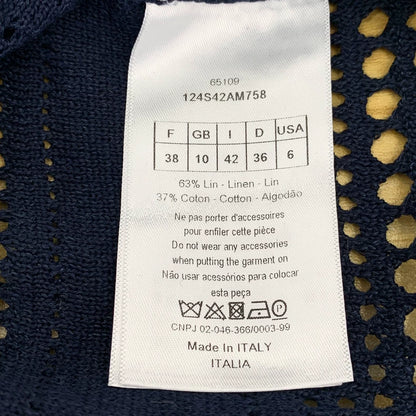 65109
124S42AM758
F GB I D USA
38 10 42 36 6
63% Lin - Linen - Lin
37% Coton - Cotton - Algodão
Ne pas porter d'accessoires
pour enfiler cette pièce
Do not wear any accessories
when putting the garment on
Não usar acessórios para colocar
esta peça
P
CNPJ 02-046-366/0003-99
Made In ITALY
ITALIA